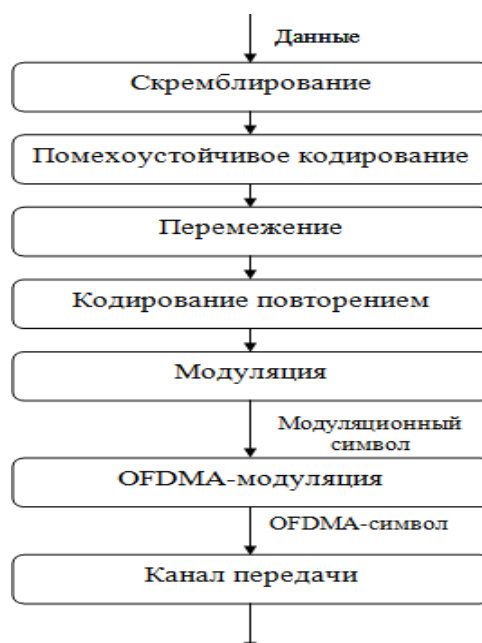 Данные
Скремблирование
Помехоустойчивое кодирование
Перемежение
Кодирование повторением
Модуляция
Модуляционный
символ
OFDMA-модуляция
OFDMA-символ
Канал передачи